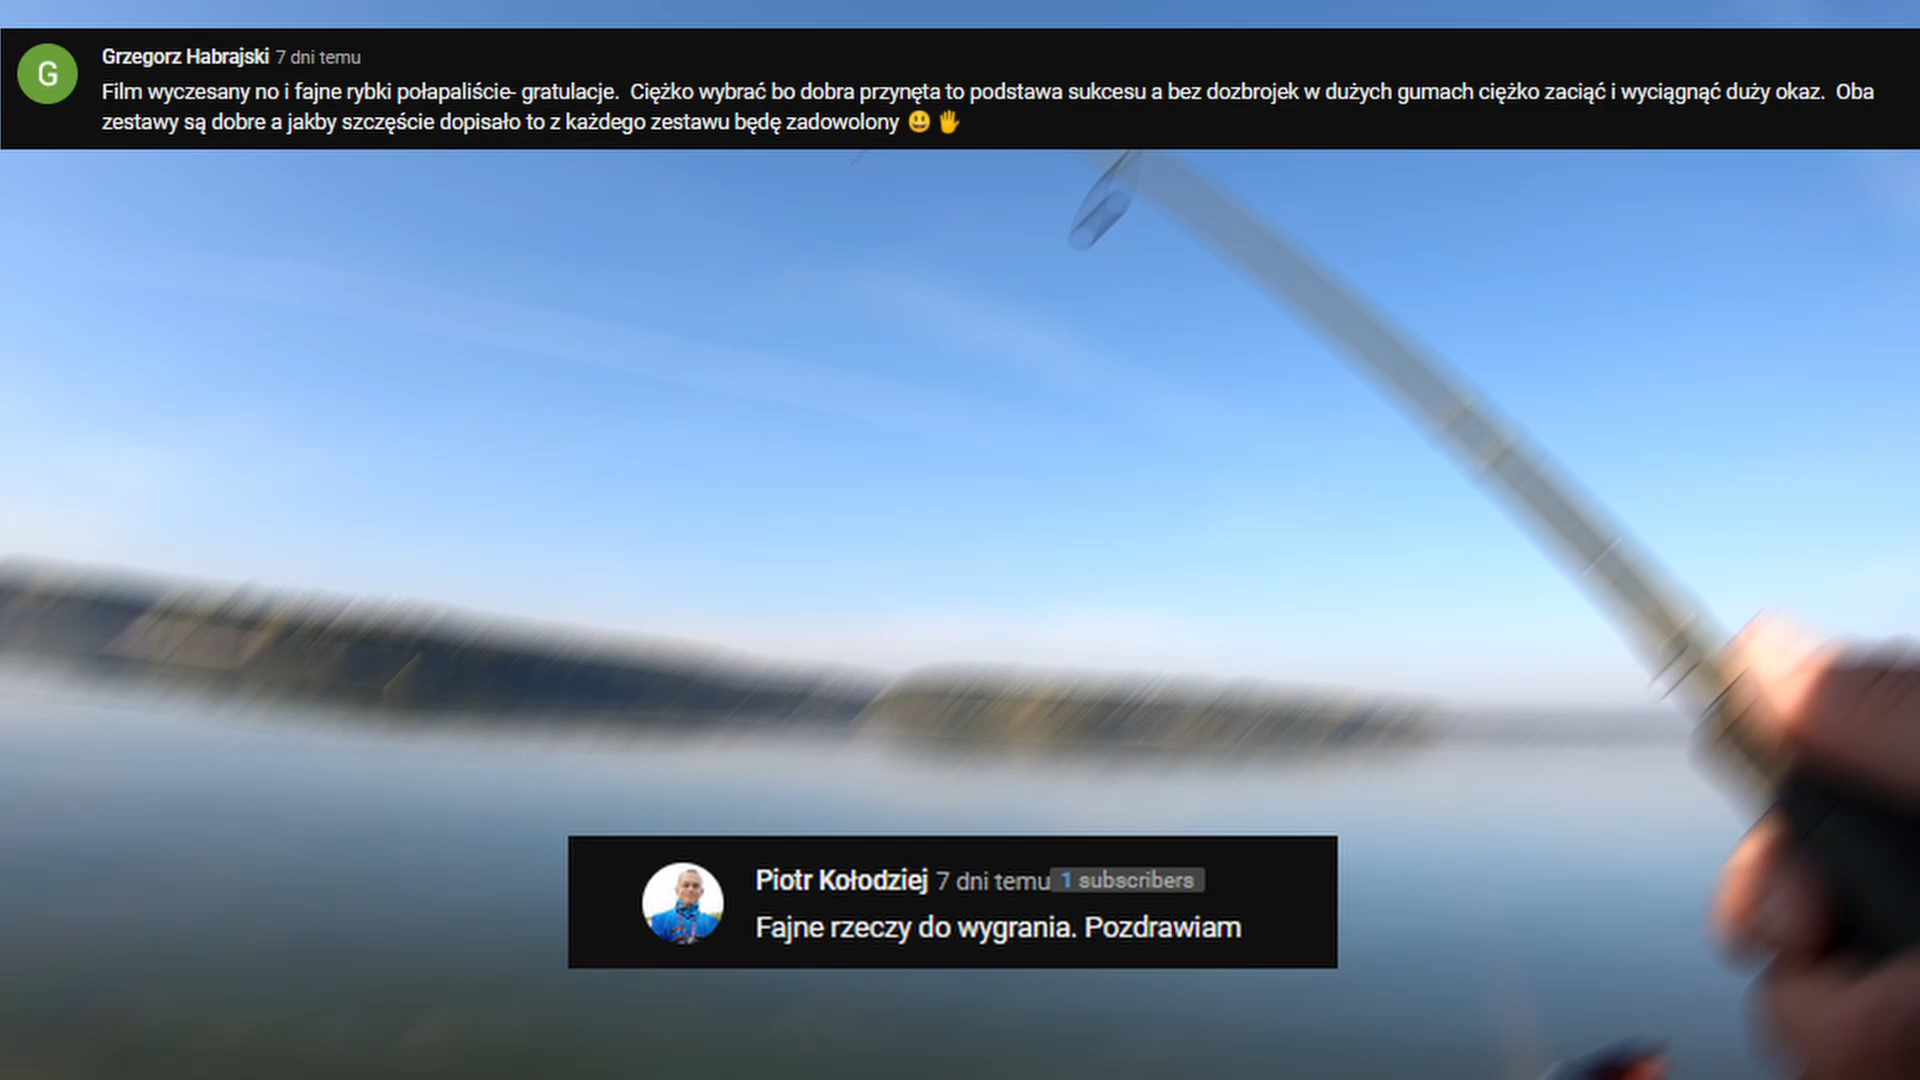 G
Grzegorz Habrajski 7 dni temu
Film wyczesany no i fajne rybki połapaliście- gratulacje.  Ciężko wybrać bo dobra przynęta to podstawa sukcesu a bez dozbrojek w dużych gumach ciężko zaciąć i wyciągnąć duży okaz.  Oba
zestawy są dobre a jakby szczęście dopisało to z każdego zestawu będę zadowolony 😃🖐
Piotr Kołodziej 7 dni temu 1 subscribers
Fajne rzeczy do wygrania. Pozdrawiam